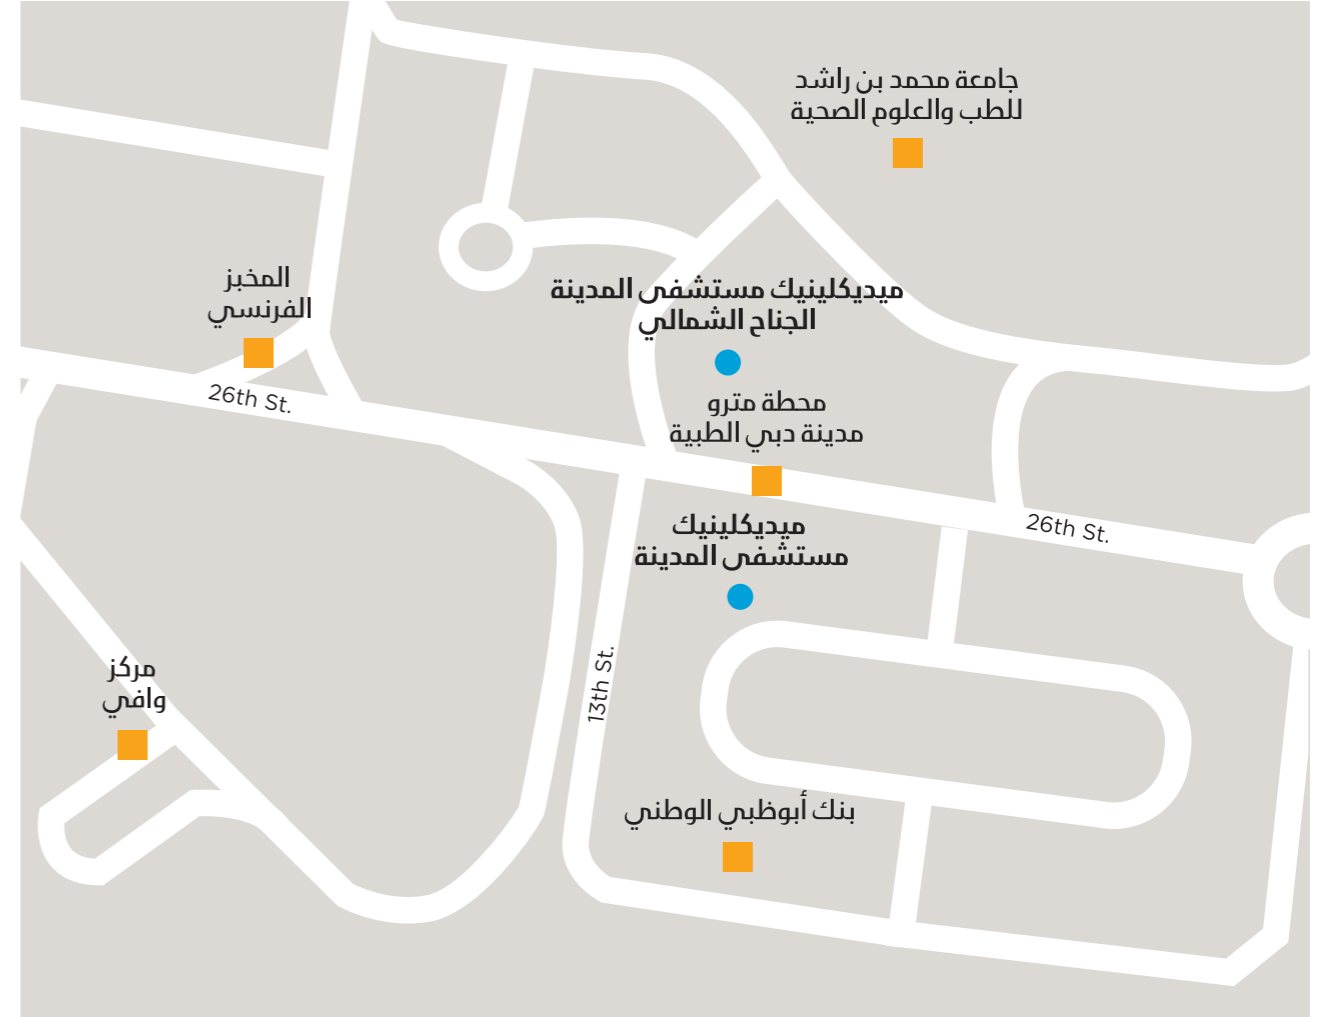 جامعة محمد بن راشد
للطب والعلوم الصحية
المخبز
الفرنسي
ميديكلينيك مستشفى المدينة
الجناح الشمالي
26th St.
محطة مترو
مدينة دبي الطبية
ميديكلينيك
مستشفى المدينة
26th St.
13th St.
مركز
وافي
بنك أبوظبي الوطني